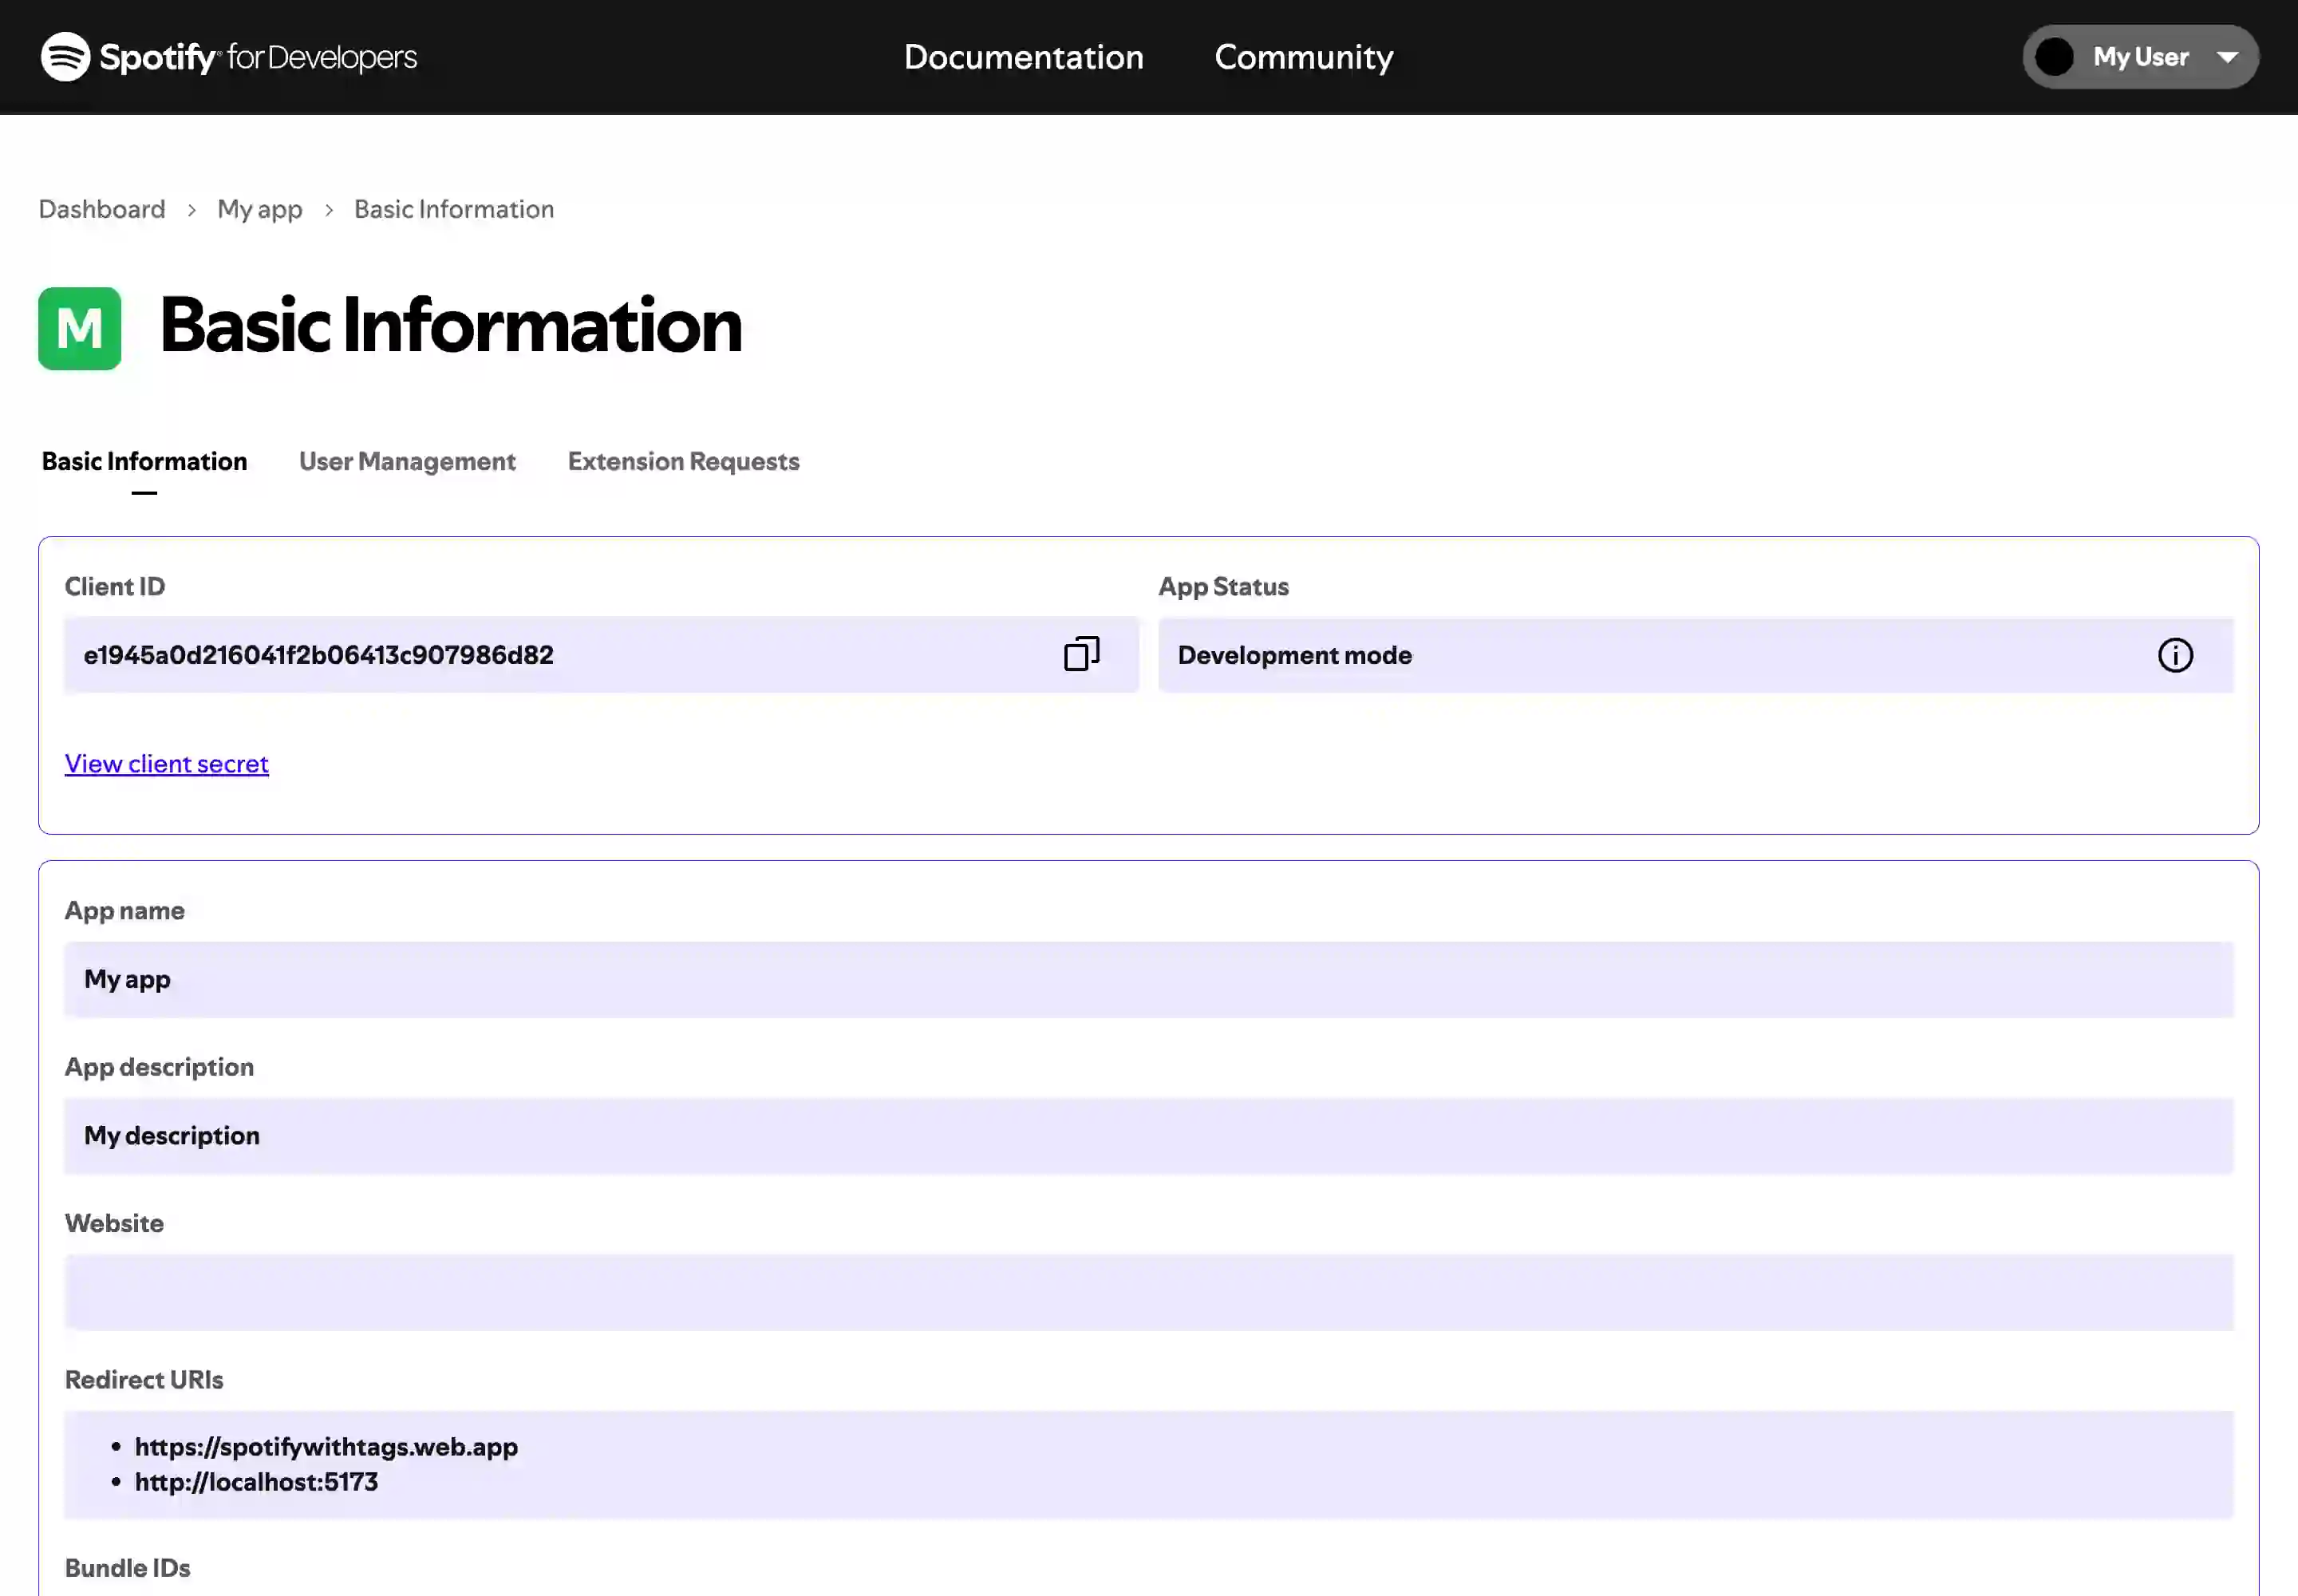 Spotify for Developers
Documentation
Community
My User
Dashboard > My app > Basic Information
M
Basic Information
Basic Information
User Management
Extension Requests
Client ID
e1945a0d216041f2b06413c907986d82
App Status
Development mode
View client secret
App name
My app
App description
My description
Website
Redirect URIs
• https://spotifywithtags.web.app
• http://localhost:5173
Bundle IDs